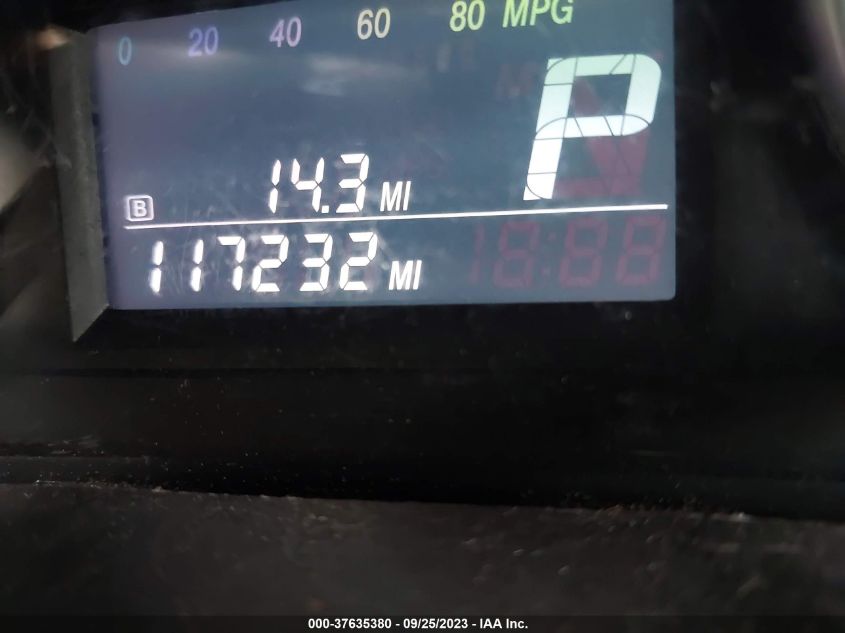 0 20 40 60 80 MPG
P
B 14.3 MI
117232 MI
18:88
000-37635380 - 09/25/2023 - IAA Inc.